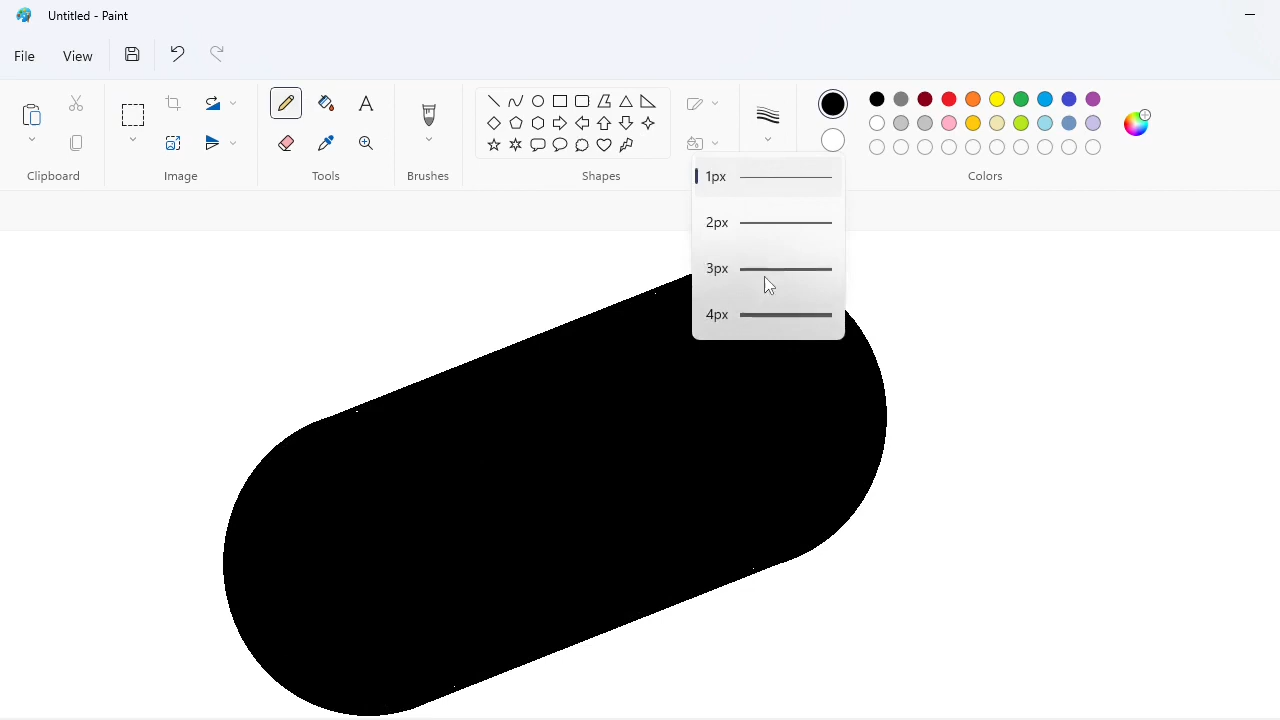 Untitled - Paint
File
View
Clipboard
Image
Tools
Brushes
Shapes
Colors
1px
2px
3px
4px